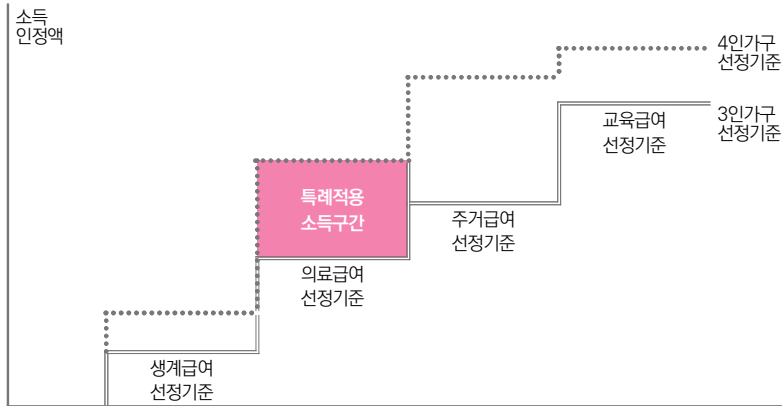 소득
인정액
4인가구
선정기준
3인가구
선정기준
교육급여
선정기준
특례적용
소득구간
주거급여
선정기준
의료급여
선정기준
생계급여
선정기준